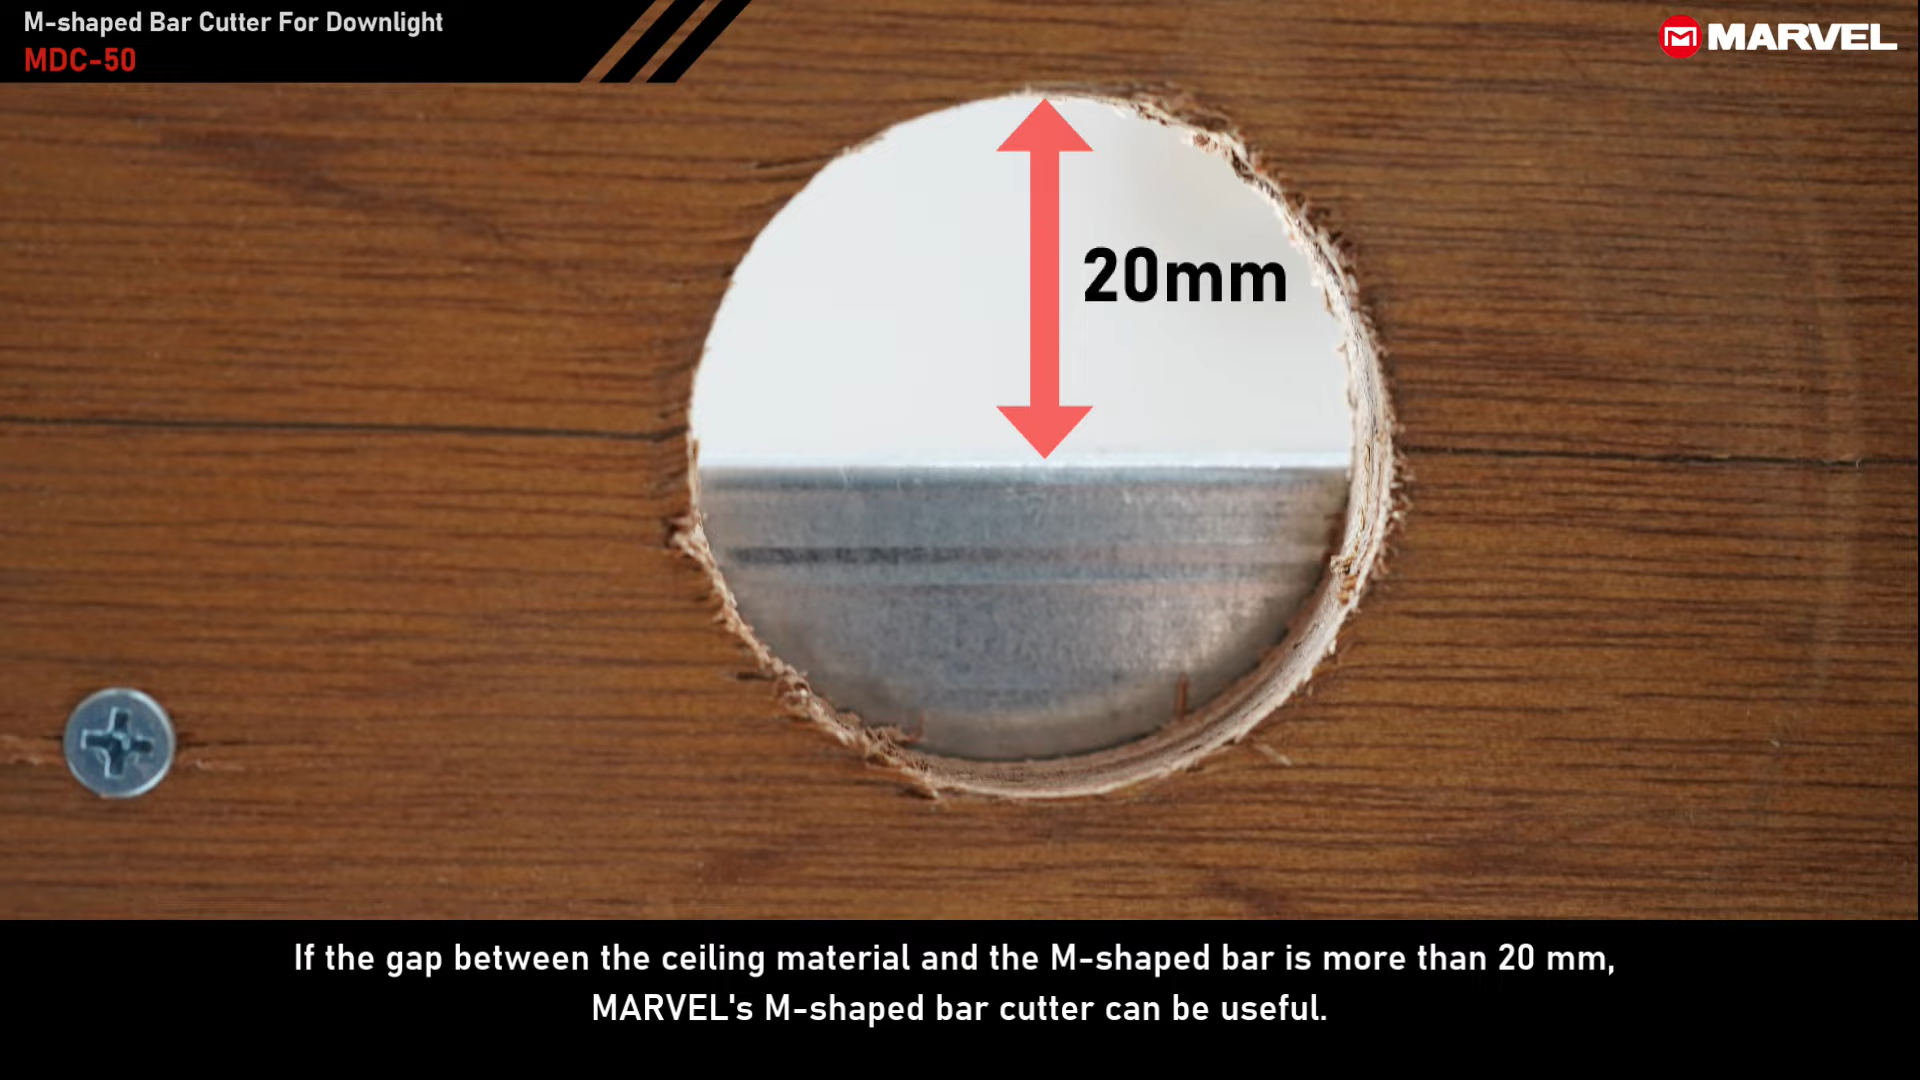 M-shaped Bar Cutter For Downlight
MDC-50
MARVEL
20mm
If the gap between the ceiling material and the M-shaped bar is more than 20 mm,
MARVEL's M-shaped bar cutter can be useful.